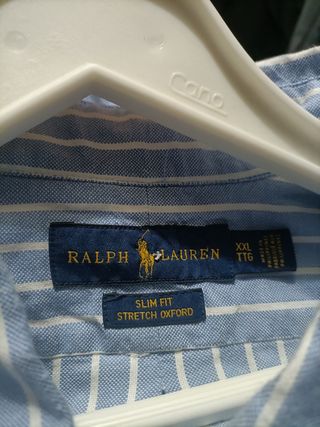 Cano
RALPH LAUREN
XXL
TTG
SLIM FIT
STRETCH OXFORD